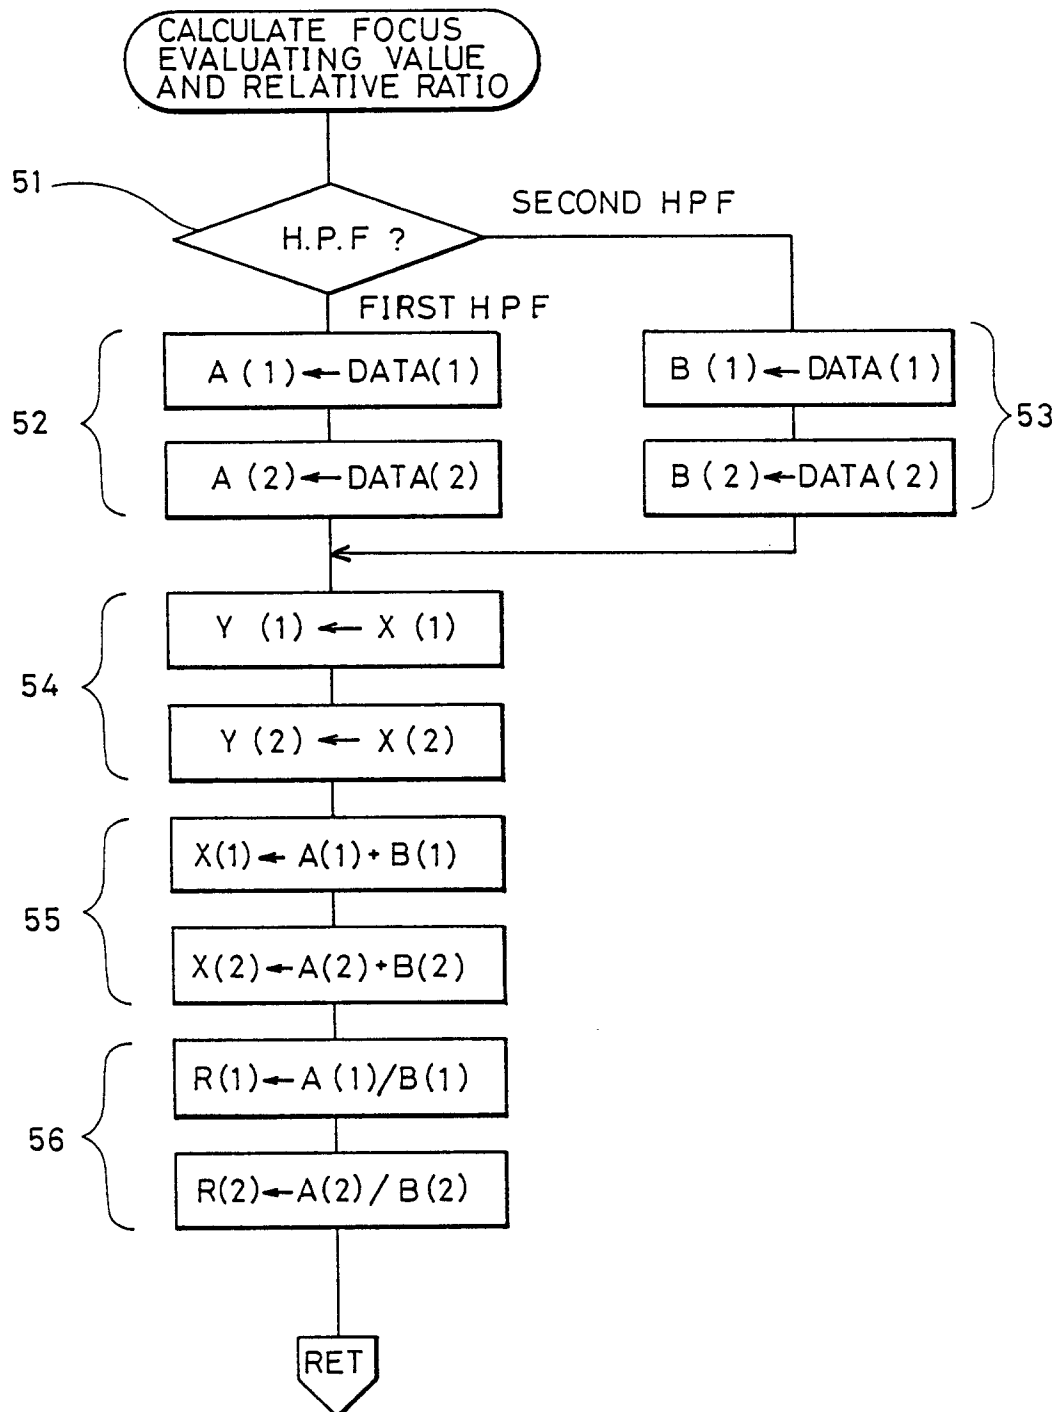 CALCULATE FOCUS
EVALUATING VALUE
AND RELATIVE RATIO
51
H.P.F ?
SECOND HPF
FIRST HPF
52
A(1)←DATA(1)
A(2)←DATA(2)
B(1)←DATA(1)
B(2)←DATA(2)
53
54
Y(1)←X(1)
Y(2)←X(2)
55
X(1)←A(1)+B(1)
X(2)←A(2)+B(2)
56
R(1)←A(1)/B(1)
R(2)←A(2)/B(2)
RET